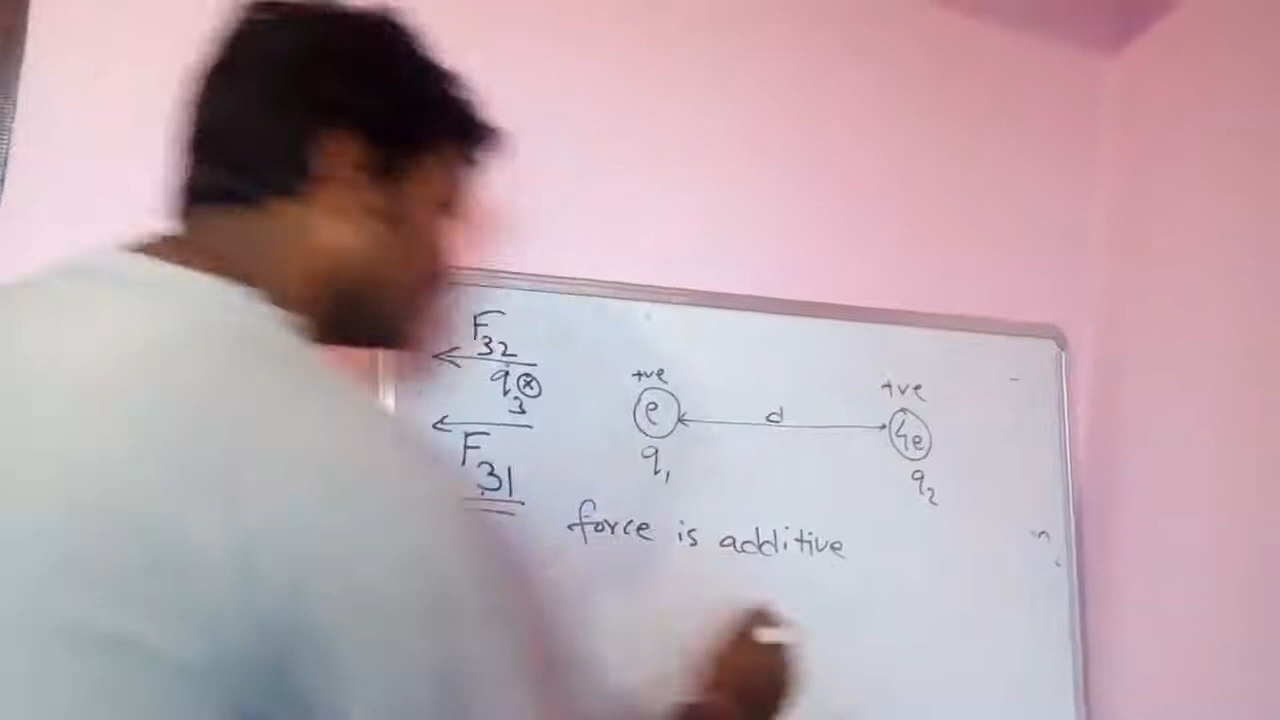 F32
q3 x
F31
+ve
e
q1
d
+ve
4e
q2
force is additive